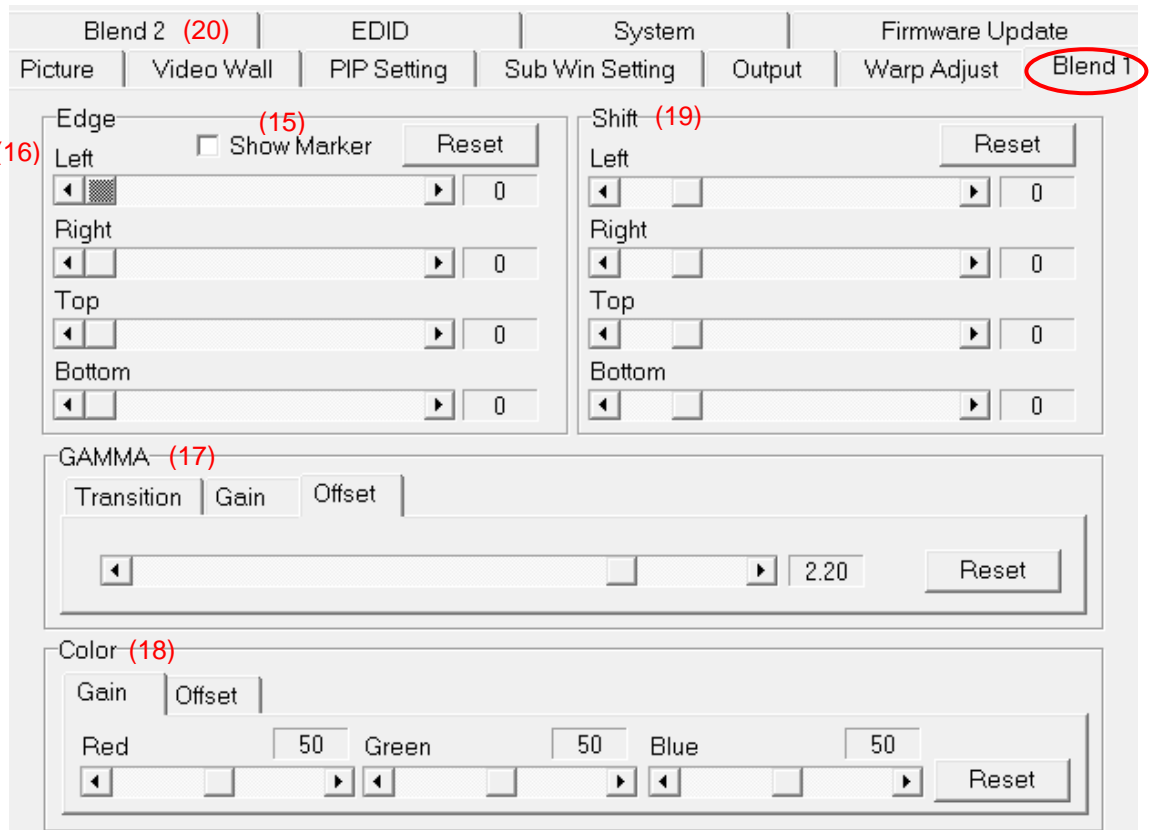 Blend 2 (20) EDID System Firmware Update
Picture Video Wall PIP Setting Sub Win Setting Output Warp Adjust Blend 1
Edge (15) Shift (19)
(16) Left Show Marker Reset Left Reset
0 0
Right Right
0 0
Top Top
0 0
Bottom Bottom
0 0
GAMMA (17)
Transition Gain Offset
2.20 Reset
Color (18)
Gain Offset
Red 50 Green 50 Blue 50
Reset